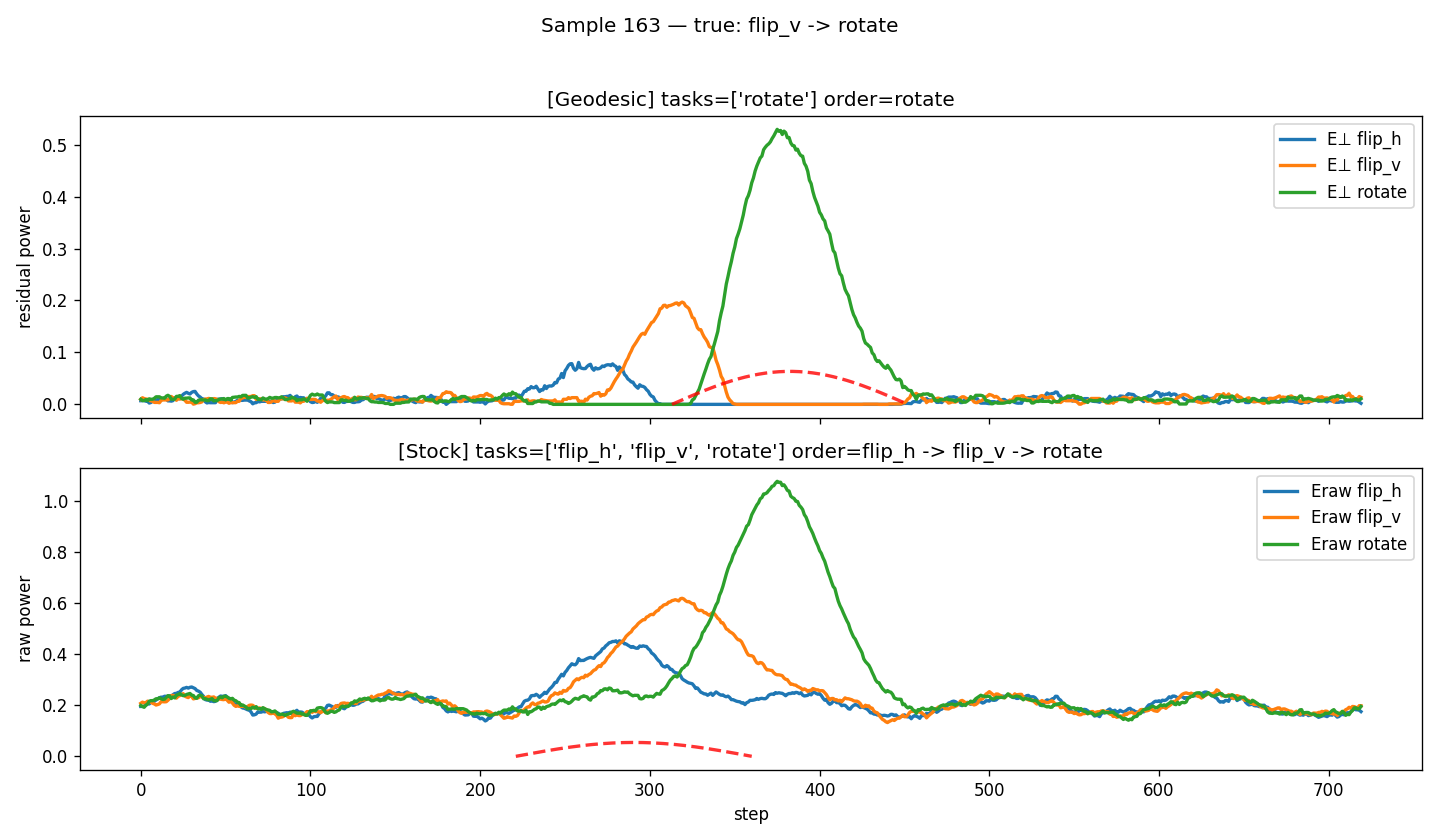 Sample 163 — true: flip_v -> rotate
[Geodesic] tasks=['rotate'] order=rotate
residual power
0.5
0.4
0.3
0.2
0.1
0.0
E⊥ flip_h
E⊥ flip_v
E⊥ rotate
[Stock] tasks=['flip_h', 'flip_v', 'rotate'] order=flip_h -> flip_v -> rotate
raw power
1.0
0.8
0.6
0.4
0.2
0.0
Eraw flip_h
Eraw flip_v
Eraw rotate
0 100 200 300 400 500 600 700
step